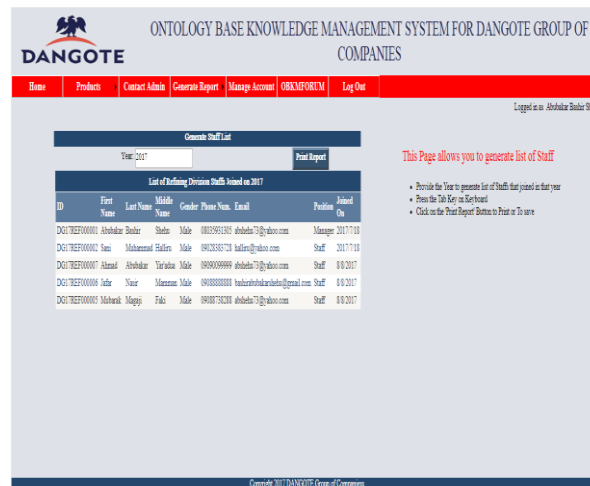 ONTOLOGY BASE KNOWLEDGE MANAGEMENT SYSTEM FOR DANGOTE GROUP OF
COMPANIES
DANGOTE
Home Products Contact Admin Generate Report Manage Account OBKMFORUM Log Out
Logged in as Abubakar Bashir
Generate Staff List
Year: 2017 Print Report
List of Refining Division Staffs Joined on 2017
ID First Name Last Name Middle Name Gender Phone Num. Email Position Joined On
DG17REF000001 Abubakar Bashir Shehu Male 08035931305 abshehu73@yahoo.com Manager 2017/7/18
DG17REF000002 Sani Muhammad Halliru Male 09028383728 halliru@yahoo.com Staff 2017/7/18
DG17REF000007 Ahmad Abubakar Yar'adua Male 09090099999 abshehu73@yahoo.com Staff 8/8/2017
DG17REF000006 Jafar Nasir Mamman Male 09088888888 bashirabubakarshehu@gmail.com Staff 8/8/2017
DG17REF000005 Mubarak Magaji Faki Male 09088738288 abshehu73@yahoo.com Staff 8/8/2017
This Page allows you to generate list of Staff
Provide the Year to generate list of Staffs that joined in that year
Press the Tab Key on Keyboard
Click on the 'Print Report' Button to Print or To save
Copyright 2017 DANGOTE Group of Companies